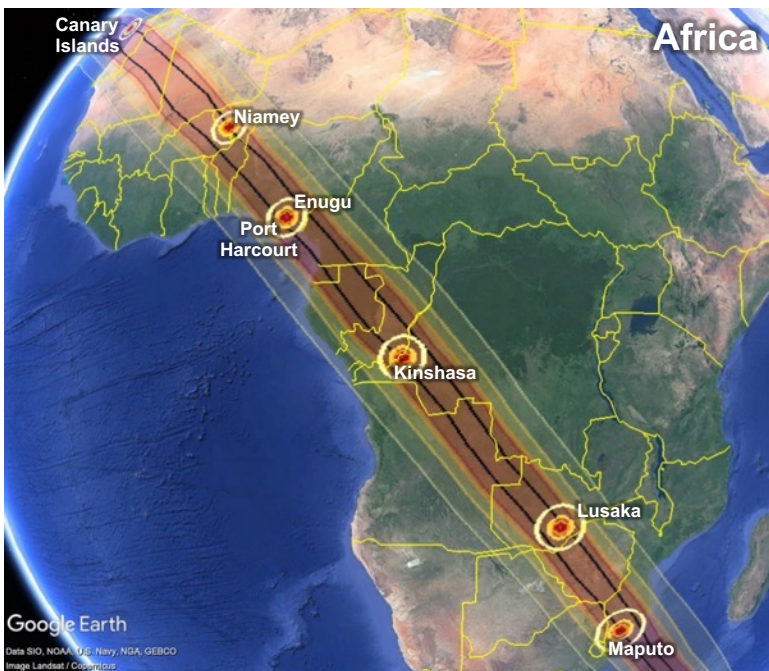 Africa
Canary
Islands
Niamey
Enugu
Port
Harcourt
Kinshasa
Lusaka
Maputo
Google Earth
Data SIO, NOAA, U.S. Navy, NGA, GEBCO
Image Landsat / Copernicus